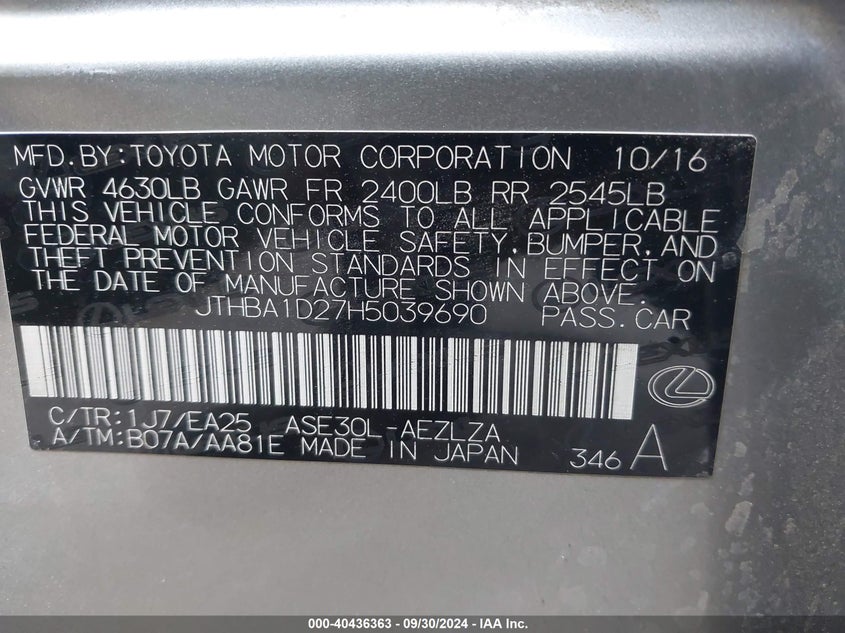 MFD.BY:TOYOTA MOTOR CORPORATION 10/16
GVWR 4630LB GAWR FR 2400LB RR 2545LB
THIS VEHICLE CONFORMS TO ALL APPLICABLE
FEDERAL MOTOR VEHICLE SAFETY,BUMPER,AND
THEFT PREVENTION STANDARDS IN EFFECT ON
THE DATE OF MANUFACTURE SHOWN ABOVE.
JTHBA1D27H5039690 PASS.CAR
C/TR:1J7/EA25 ASE30L-AEZLZA
A/TM:B07A/AA81E MADE IN JAPAN 346 A
000-40436363 - 09/30/2024 - IAA Inc.